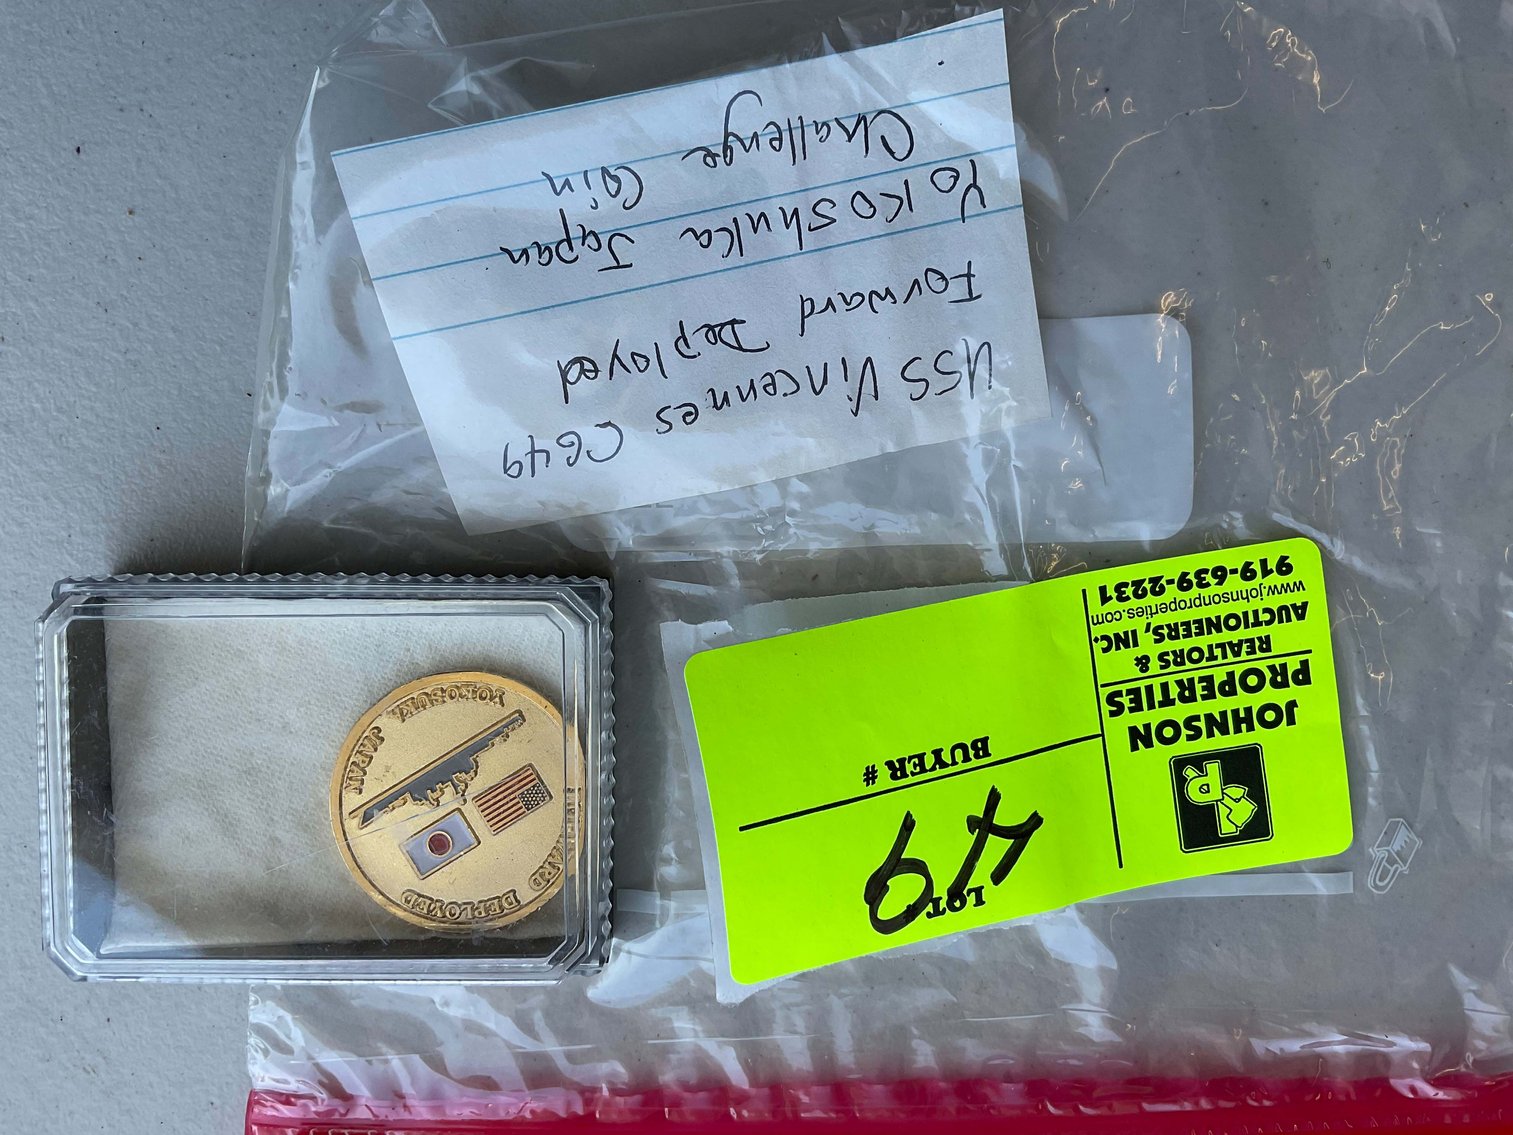 USS Vincennes CG49
Forward Deployed
Yokoshuka Japan
Challenge Coin
JOHNSON
PROPERTIES
REALTORS &
AUCTIONEERS, INC.
www.johnsonproperties.com
919-639-2231
LOT
49
BUYER #
DEPLOYED
YOKOSUKA
JAPAN